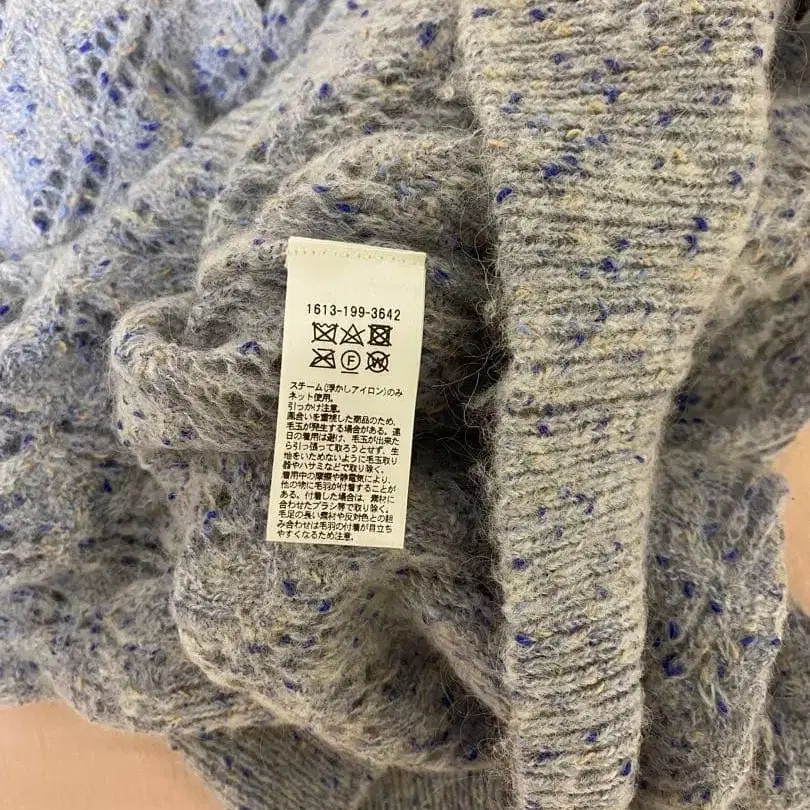 1613-199-3642
F
W
スチーム(浮かしアイロン)のみ
ネット使用。
引っかけ注意。
風合いを重視した商品のため、
毛玉が発生する場合がある。連
日の着用は避け、毛玉が出来た
ら引っ張って取ろうとせず、生
地をいためないように毛玉取り
器やハサミなどで取り除く。
着用中の摩擦や静電気により、
他の物に毛羽が付着することが
ある。付着した場合は、素材に
合わせたブラシ等で取り除く。
毛足の長い素材や反対色との組
み合わせは毛羽の付着が目立ち
やすくなるため注意。